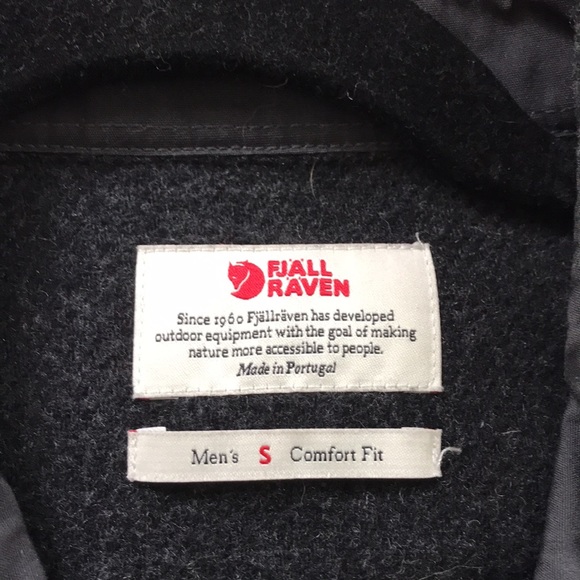 FJÄLL
RÄVEN
Since 1960 Fjällräven has developed
outdoor equipment with the goal of making
nature more accessible to people.
Made in Portugal
Men's S Comfort Fit